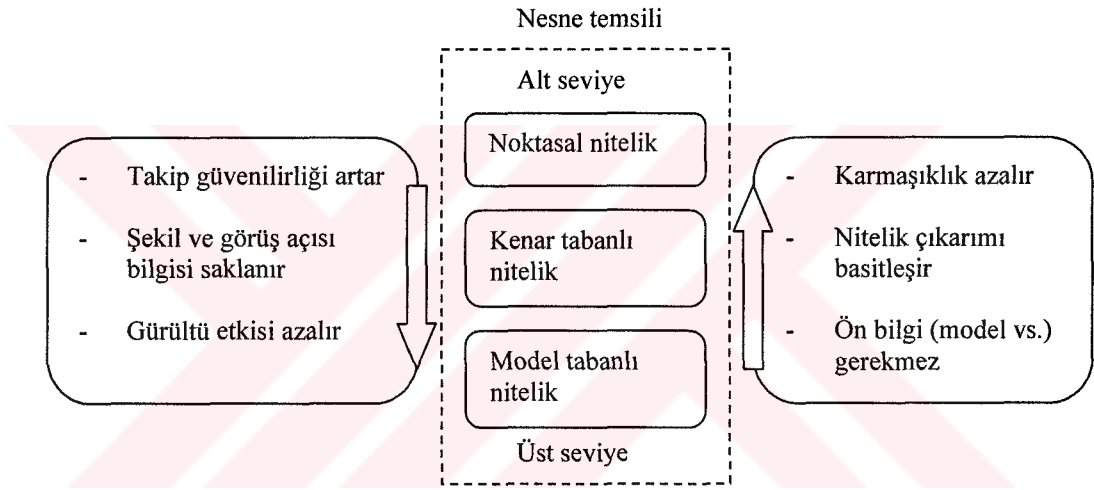 Nesne temsili
Alt seviye
Noktasal nitelik
Kenar tabanlı
nitelik
Model tabanlı
nitelik
Üst seviye
- Takip güvenilirliği artar
- Şekil ve görüş açısı
bilgisi saklanır
- Gürültü etkisi azalır
- Karmaşıklık azalır
- Nitelik çıkarımı
basitleşir
- Ön bilgi (model vs.)
gerekmez